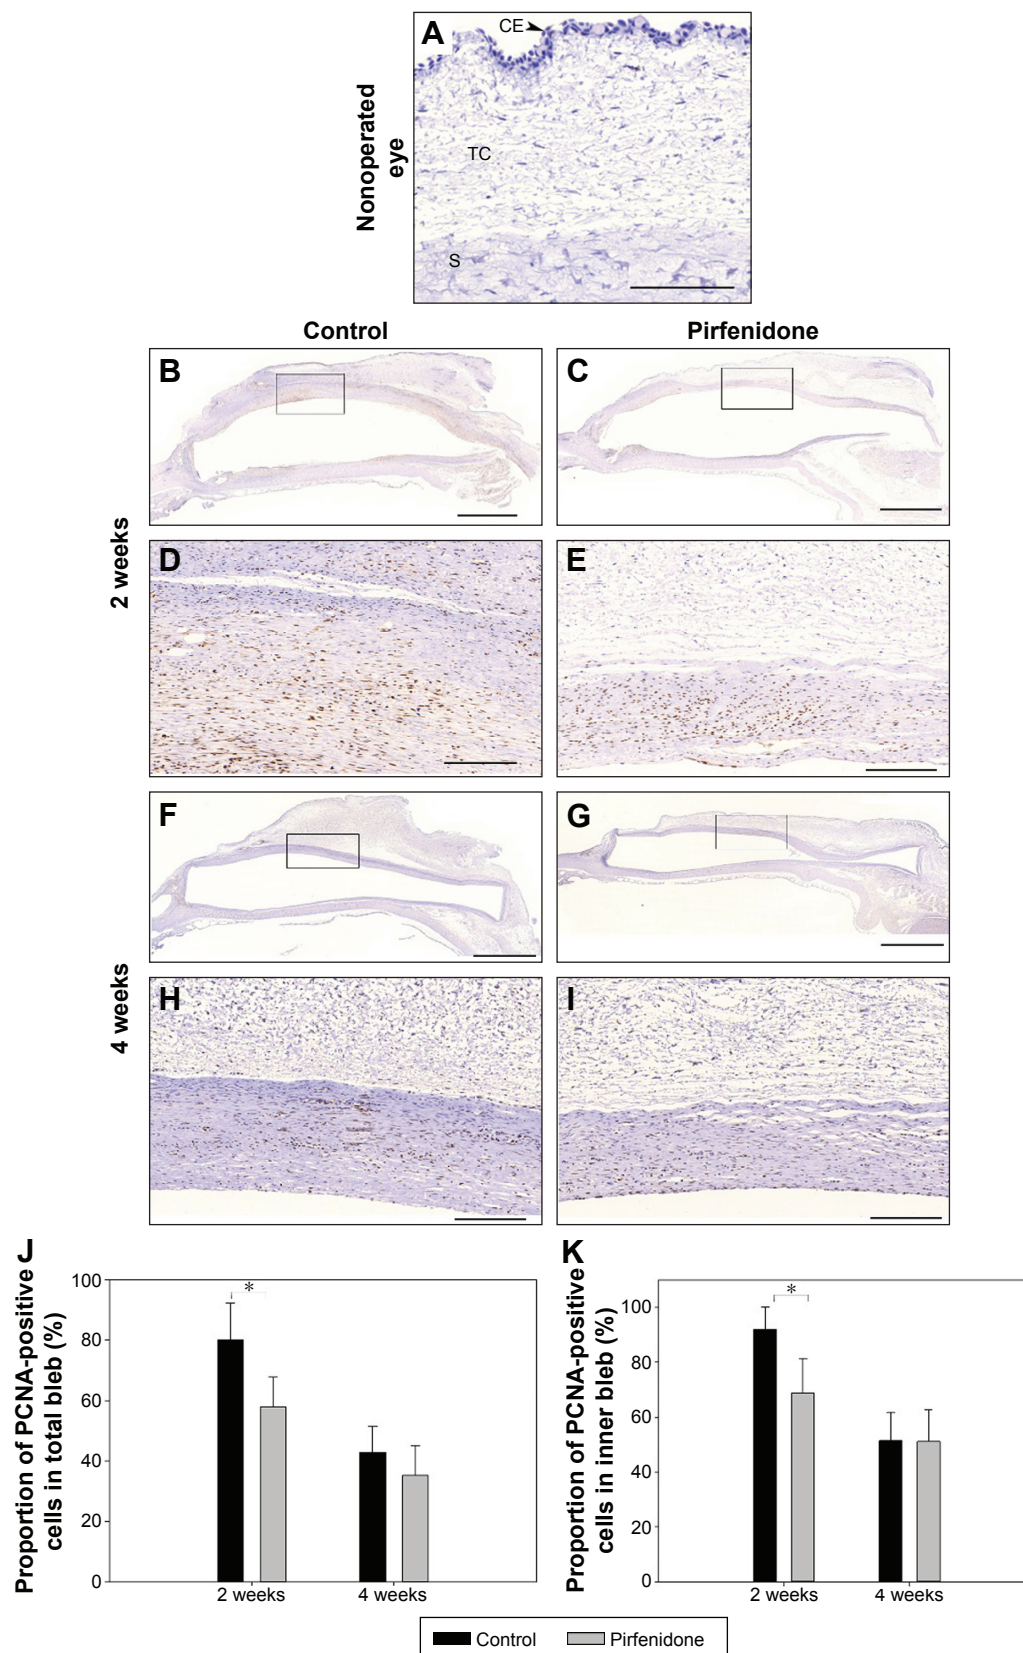 A
CE
TC
S
Nonoperated
eye
Control
Pirfenidone
2 weeks
B
C
D
E
4 weeks
F
G
H
I
J
Proportion of PCNA-positive
cells in total bleb (%)
100
80
60
40
20
0
*
2 weeks
4 weeks
K
Proportion of PCNA-positive
cells in inner bleb (%)
100
80
60
40
20
0
*
2 weeks
4 weeks
Control
Pirfenidone